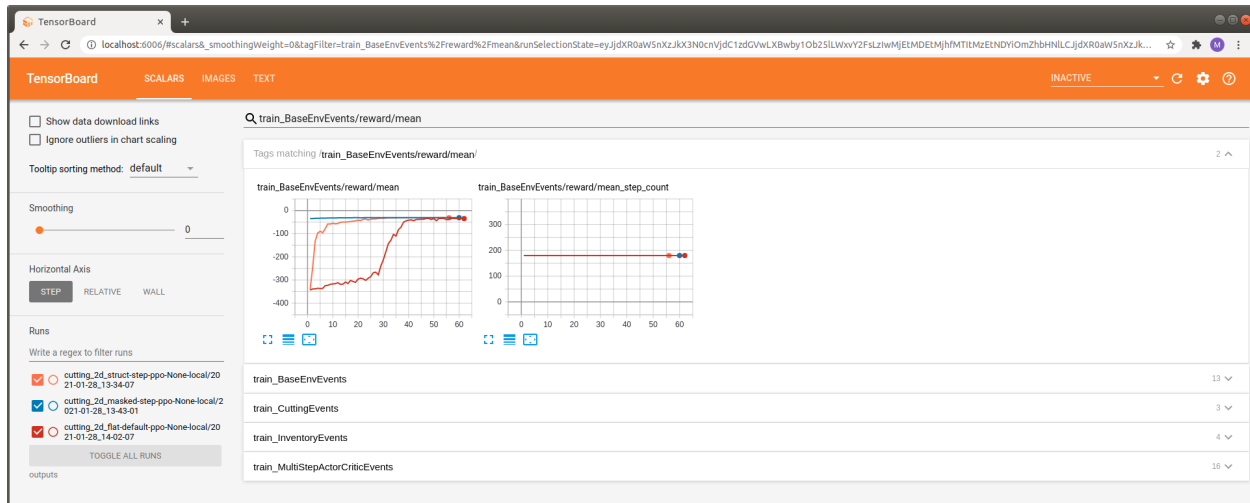 TensorBoard
localhost:6006/#scalars&_smoothingWeight=0&tagFilter=train_BaseEnvEvents%2Freward%2Fmean&runSelectionState=
M
TensorBoard SCALARS IMAGES TEXT INACTIVE
Show data download links
Ignore outliers in chart scaling
Tooltip sorting method: default
Smoothing
0
Horizontal Axis
STEP RELATIVE WALL
Runs
Write a regex to filter runs
cutting_2d_struct-step-ppo-None-local/20
21-01-28_13-34-07
cutting_2d_masked-step-ppo-None-local/2
021-01-28_13-43-01
cutting_2d_flat-default-ppo-None-local/20
21-01-28_14-02-07
TOGGLE ALL RUNS
outputs
train_BaseEnvEvents/reward/mean
Tags matching /train_BaseEnvEvents/reward/mean/ 2
train_BaseEnvEvents/reward/mean
0
-100
-200
-300
-400
0 10 20 30 40 50 60
train_BaseEnvEvents/reward/mean_step_count
300
200
100
0
0 10 20 30 40 50 60
train_BaseEnvEvents 13
train_CuttingEvents 3
train_InventoryEvents 4
train_MultiStepActorCriticEvents 16